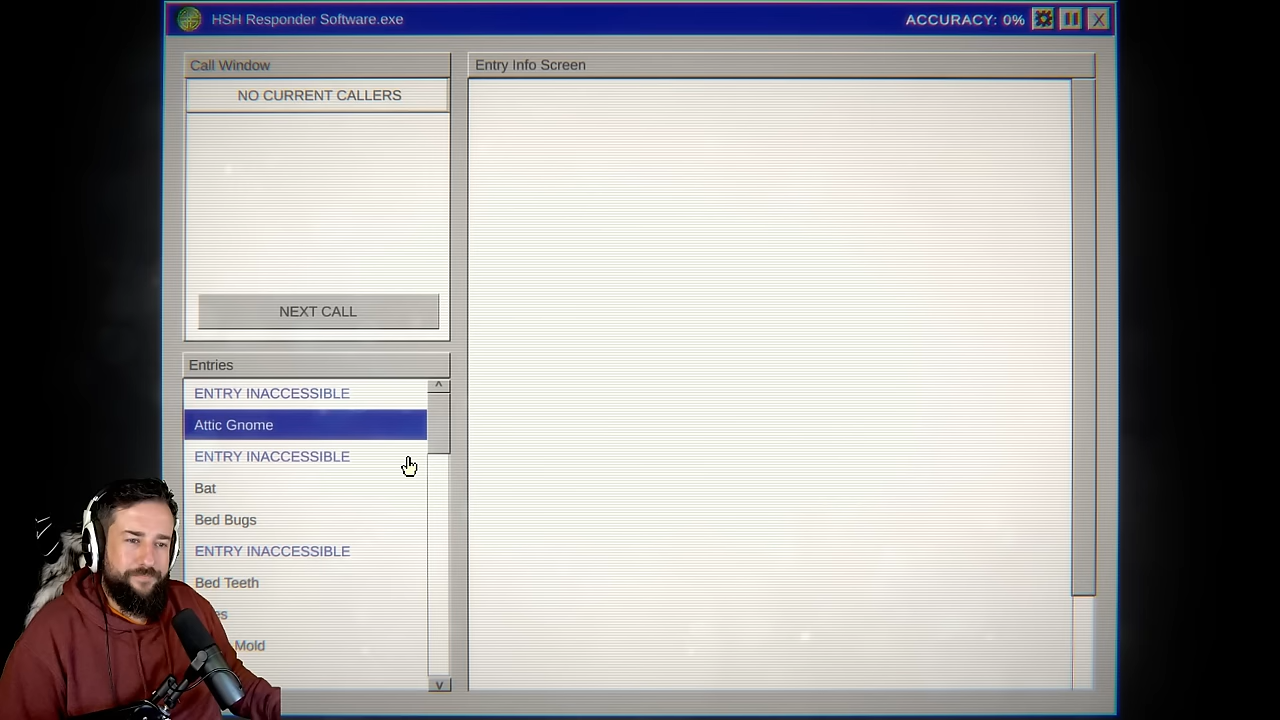 HSH Responder Software.exe
ACCURACY: 0%
X
Call Window
NO CURRENT CALLERS
NEXT CALL
Entry Info Screen
Entries
ENTRY INACCESSIBLE
Attic Gnome
ENTRY INACCESSIBLE
Bat
Bed Bugs
ENTRY INACCESSIBLE
Bed Teeth
Mold